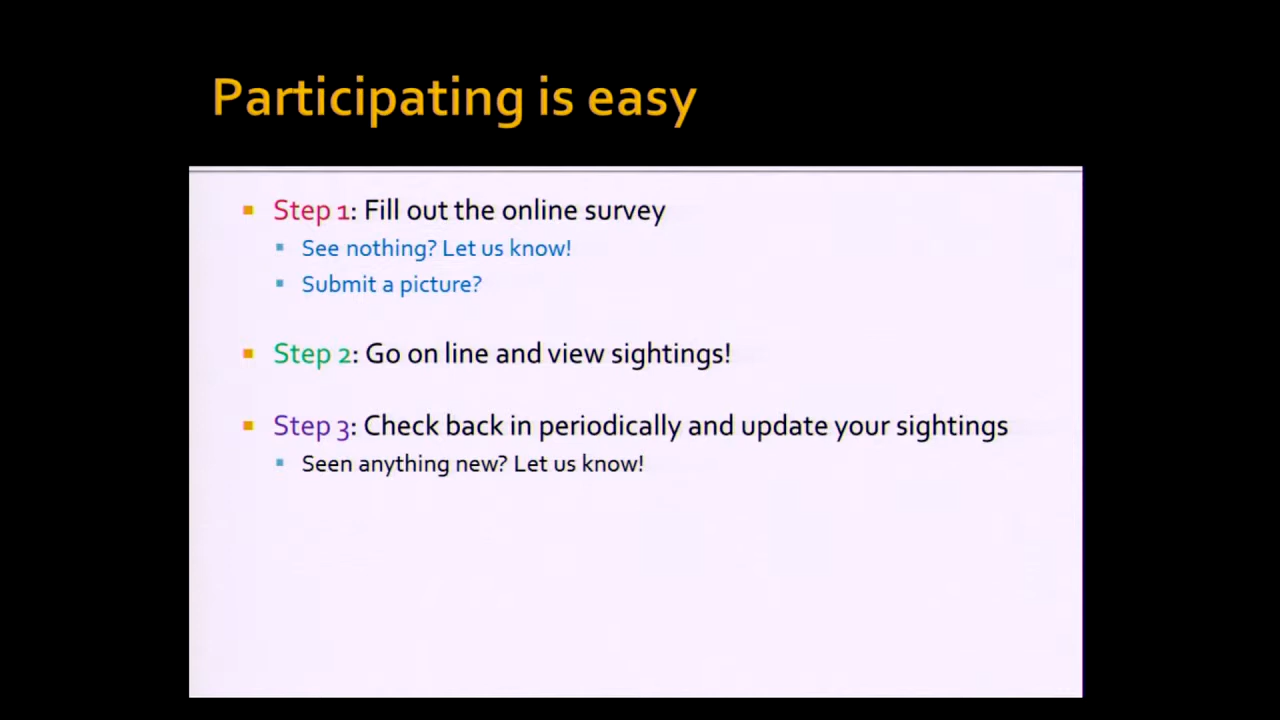 Participating is easy
Step 1: Fill out the online survey
See nothing? Let us know!
Submit a picture?
Step 2: Go on line and view sightings!
Step 3: Check back in periodically and update your sightings
Seen anything new? Let us know!